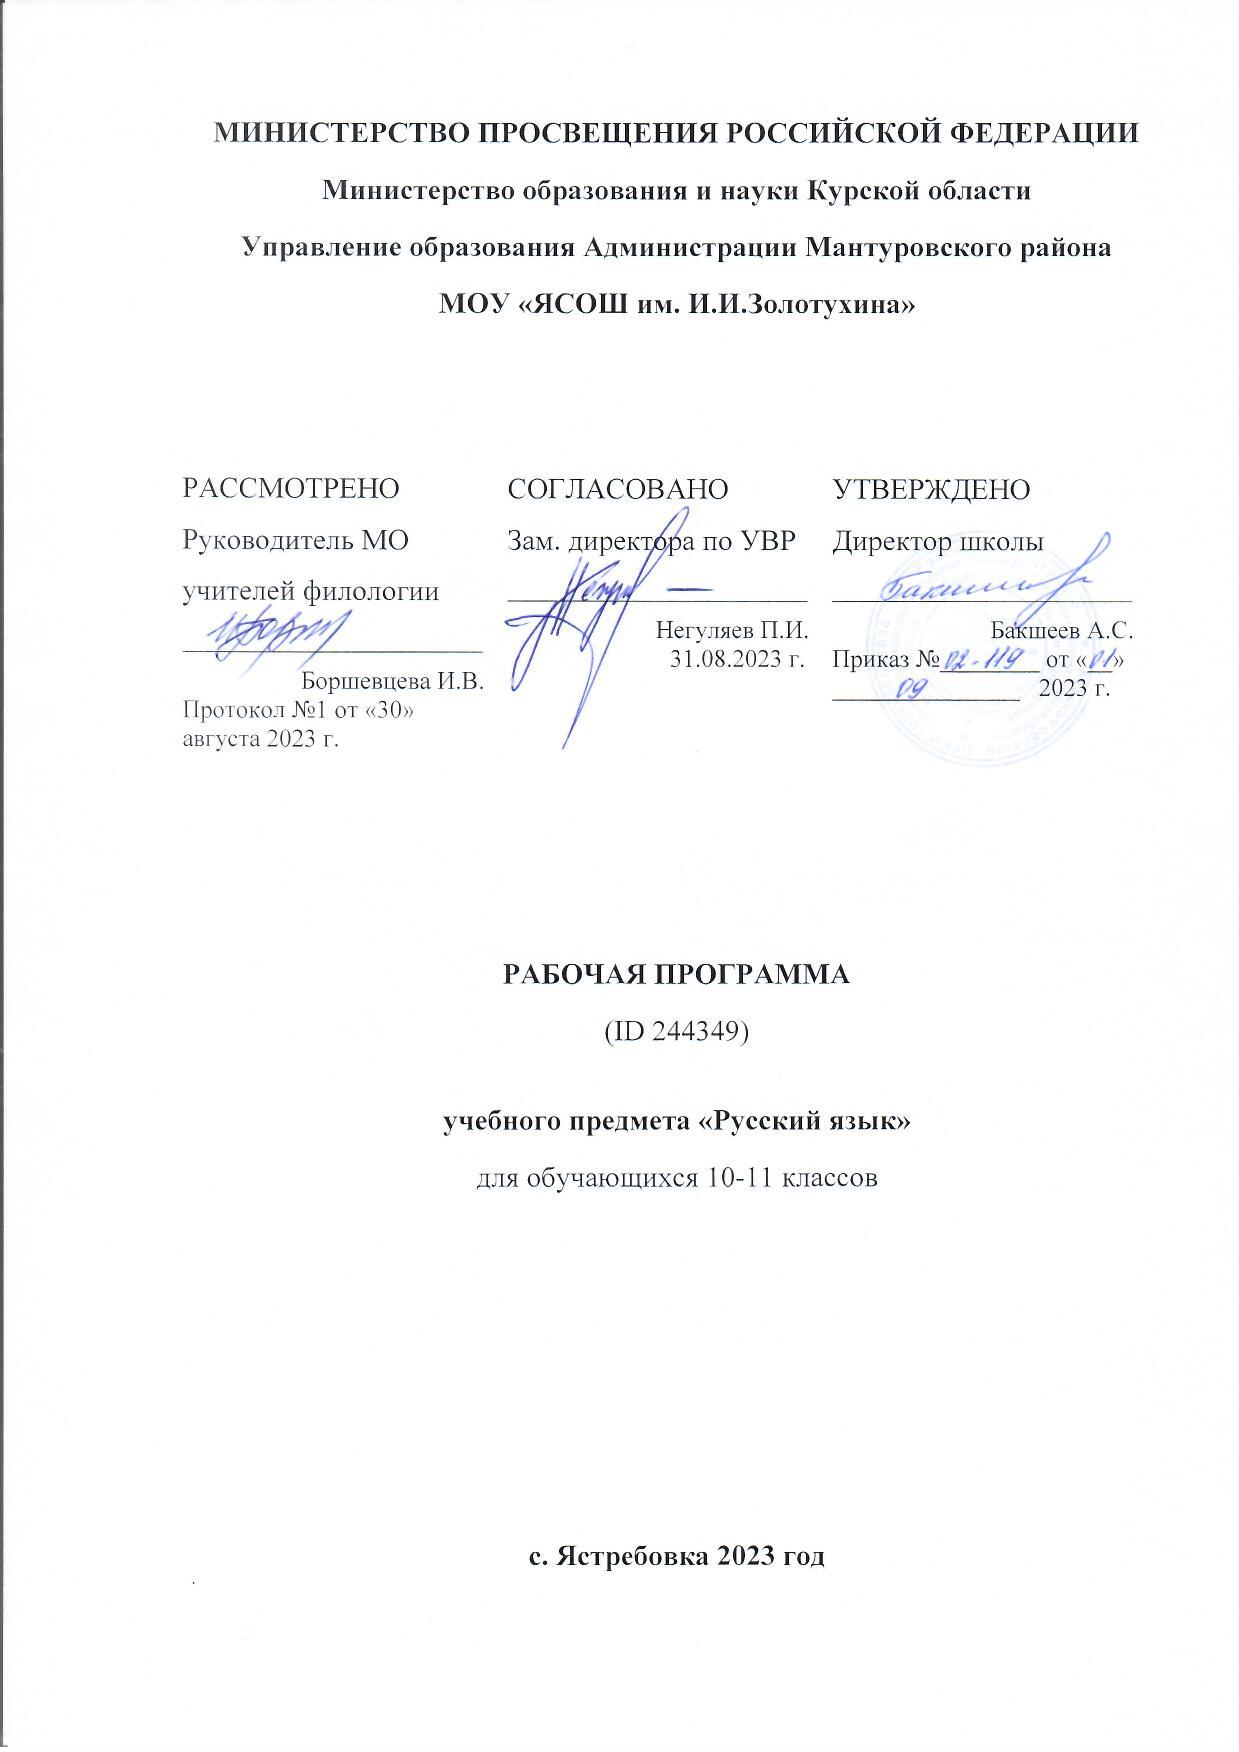 МИНИСТЕРСТВО ПРОСВЕЩЕНИЯ РОССИЙСКОЙ ФЕДЕРАЦИИ
Министерство образования и науки Курской области
Управление образования Администрации Мантуровского района
МОУ «ЯСОШ им. И.И.Золотухина»
РАССМОТРЕНО
Руководитель МО
учителей филологии
Боршевцева И.В.
Протокол №1 от «30»
августа 2023 г.
СОГЛАСОВАНО
Зам. директора по УВР
Негуляев П.И.
31.08.2023 г.
УТВЕРЖДЕНО
Директор школы
Бакшеев А.С.
Приказ № 02-119 от «01»
09 2023 г.
РАБОЧАЯ ПРОГРАММА
(ID 244349)
учебного предмета «Русский язык»
для обучающихся 10-11 классов
с. Ястребовка 2023 год